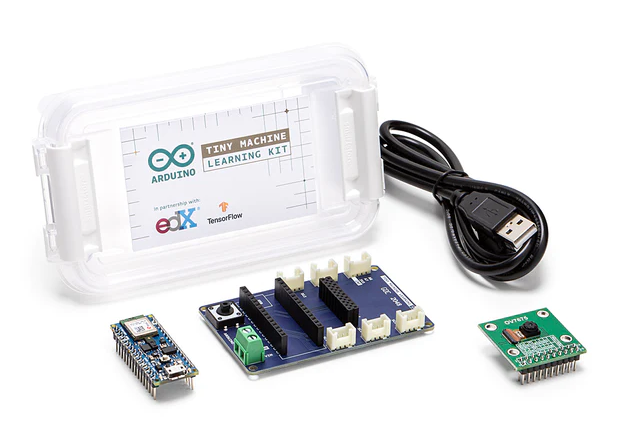 ARDUINO
TINY MACHINE
LEARNING KIT
In partnership with:
edX
TensorFlow
OV7675